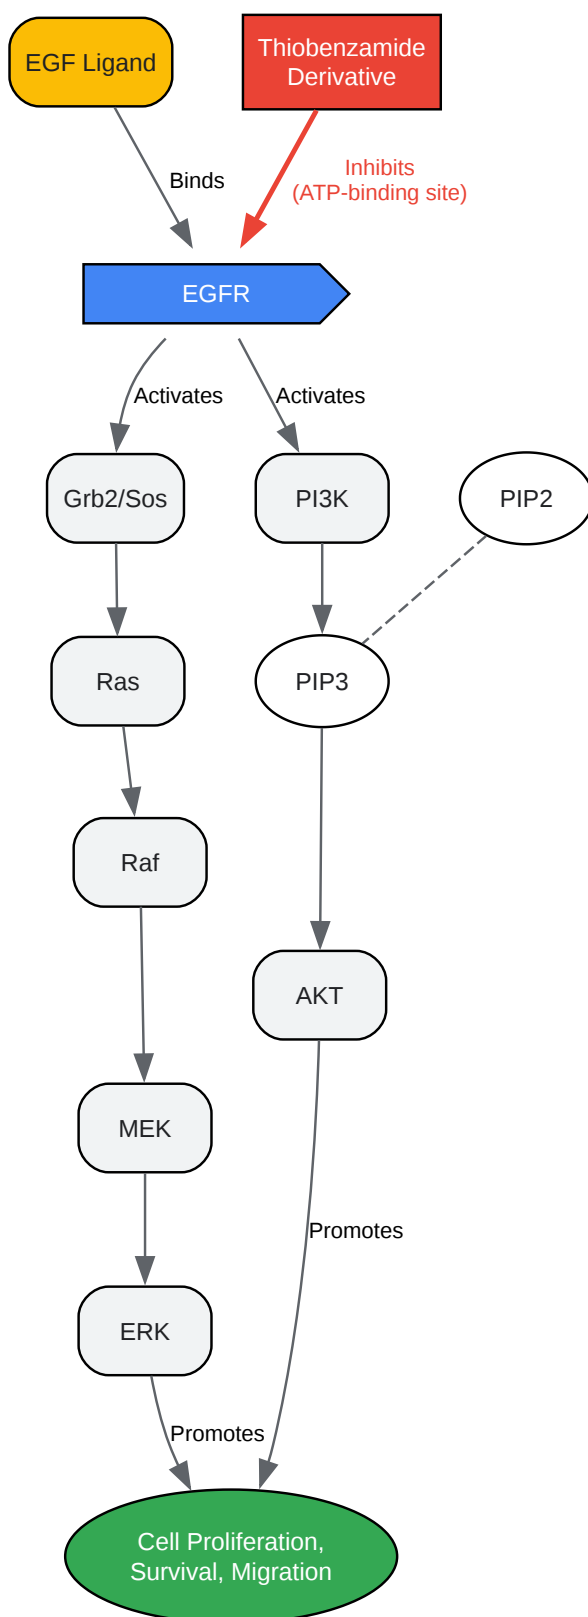 EGF Ligand
Thiobenzamide
Derivative
Binds
Inhibits
(ATP-binding site)
EGFR
Activates
Activates
Grb2/Sos
PI3K
PIP2
Ras
PIP3
Raf
AKT
MEK
Promotes
ERK
Promotes
Cell Proliferation,
Survival, Migration